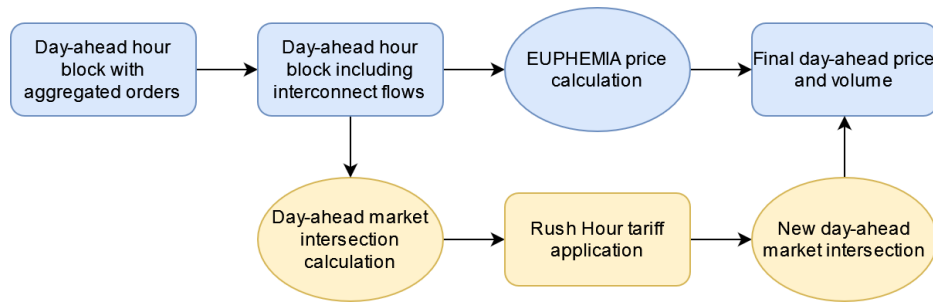 Day-ahead hour
block with
aggregated orders
Day-ahead hour
block including
interconnect flows
EUPHEMIA price
calculation
Final day-ahead price
and volume
Day-ahead market
intersection
calculation
Rush Hour tariff
application
New day-ahead
market intersection